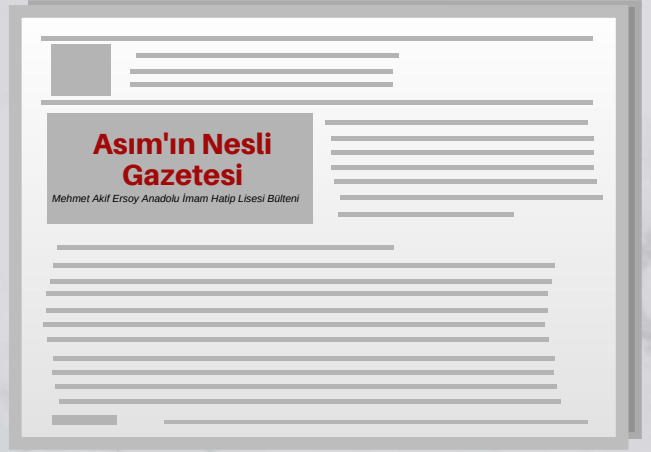 Asım'ın Nesli
Gazetesi
Mehmet Akif Ersoy Anadolu İmam Hatip Lisesi Bülteni